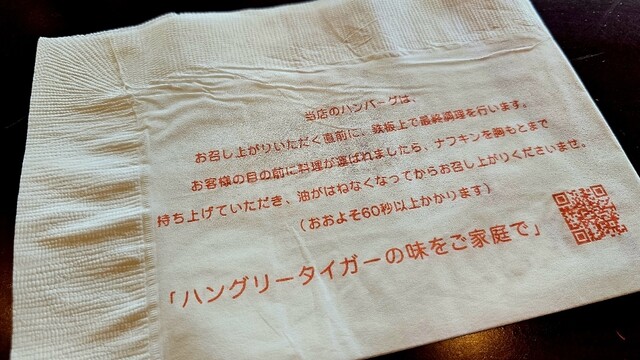 当店のハンバーグは、
お召し上がりいただく直前に、鉄板上で最終調理を行います。
お客様の目の前に料理が運ばれましたら、ナフキンを胸もとまで
持ち上げていただき、油がはねなくなってからお召し上がりくださいませ。
（おおよそ60秒以上かかります）
「ハングリータイガーの味をご家庭で」